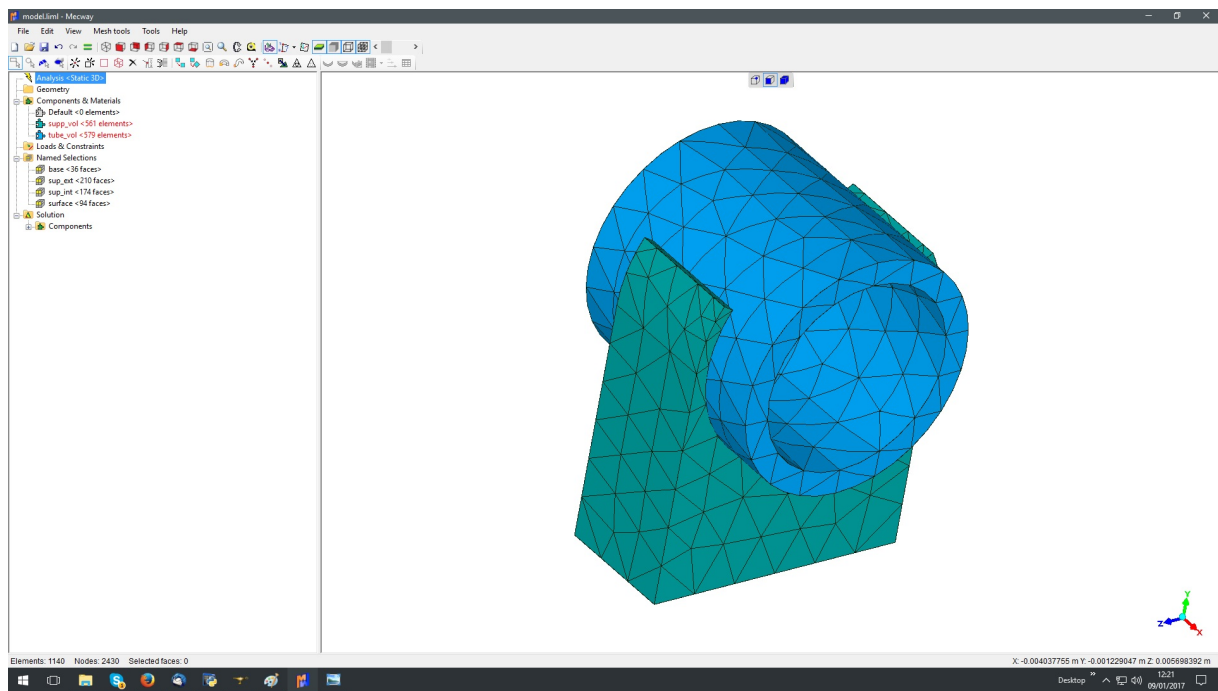 model.liml - Mecway
File Edit View Mesh tools Tools Help
Analysis <Static 3D>
Geometry
Components & Materials
Default <0 elements>
supp_vol <561 elements>
tube_vol <579 elements>
Loads & Constraints
Named Selections
base <36 faces>
sup_ext <210 faces>
sup_int <174 faces>
surface <94 faces>
Solution
Components
Y
Z
X
Elements: 1140 Nodes: 2430 Selected faces: 0
X: -0.004037755 m Y: -0.001229047 m Z: 0.005698392 m
Desktop
12:21
09/01/2017